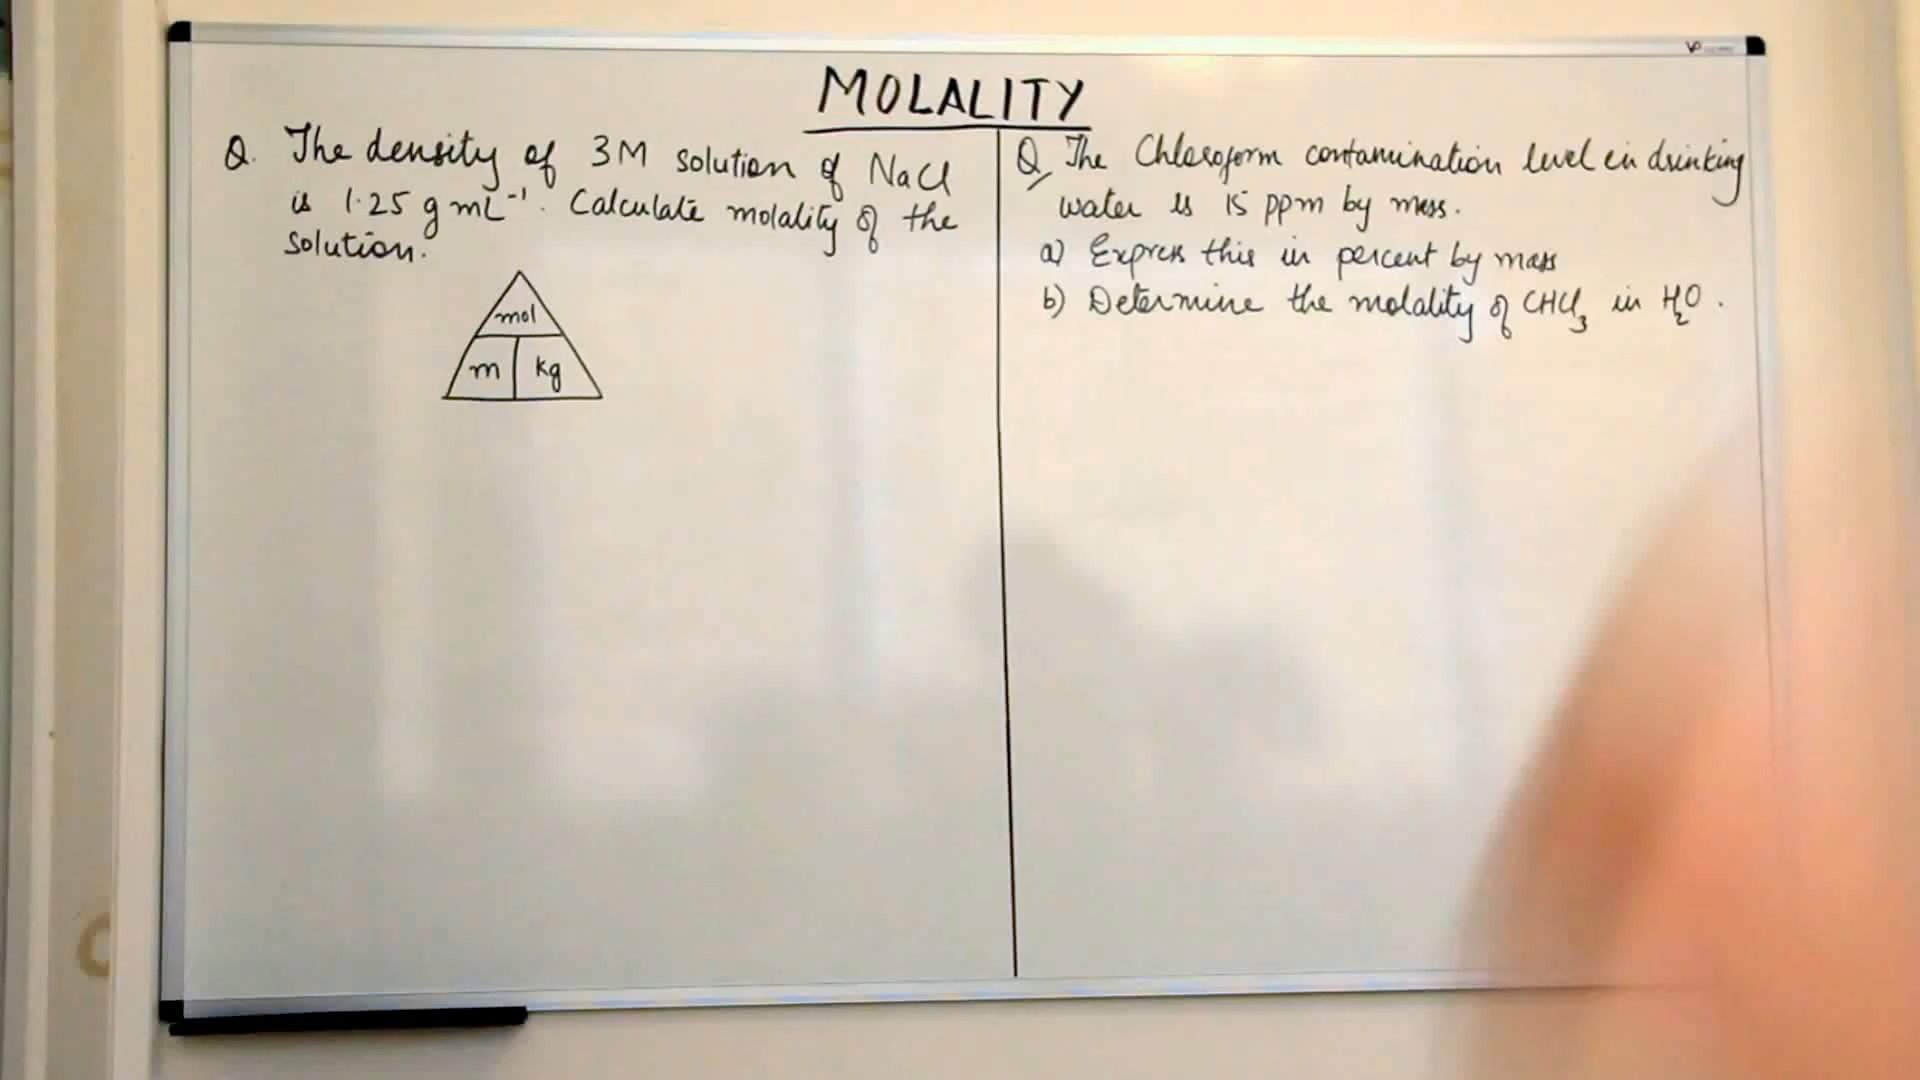 MOLALITY
Q. The density of 3M solution of NaCl
is 1.25 g mL⁻¹. Calculate molality of the
solution.
mol
m kg
Q, The Chloroform contamination level in drinking
water is 15 ppm by mass.
a) Express this in percent by mass
b) Determine the molality of CHCl₃ in H₂O.